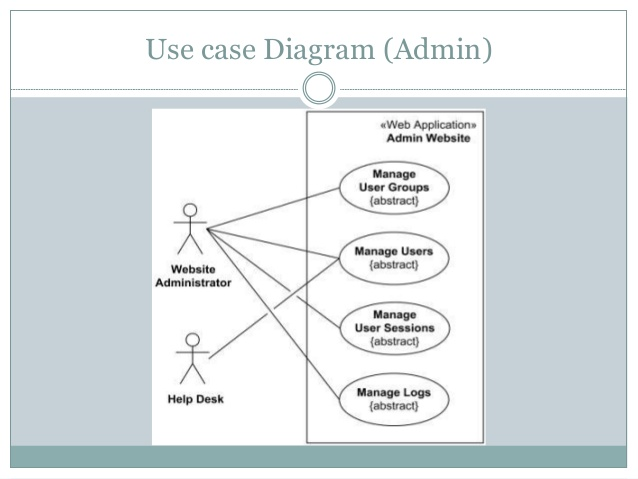 Use case Diagram (Admin)
«Web Application»
Admin Website
Manage
User Groups
{abstract}
Manage Users
{abstract}
Website
Administrator
Manage
User Sessions
{abstract}
Help Desk
Manage Logs
{abstract}